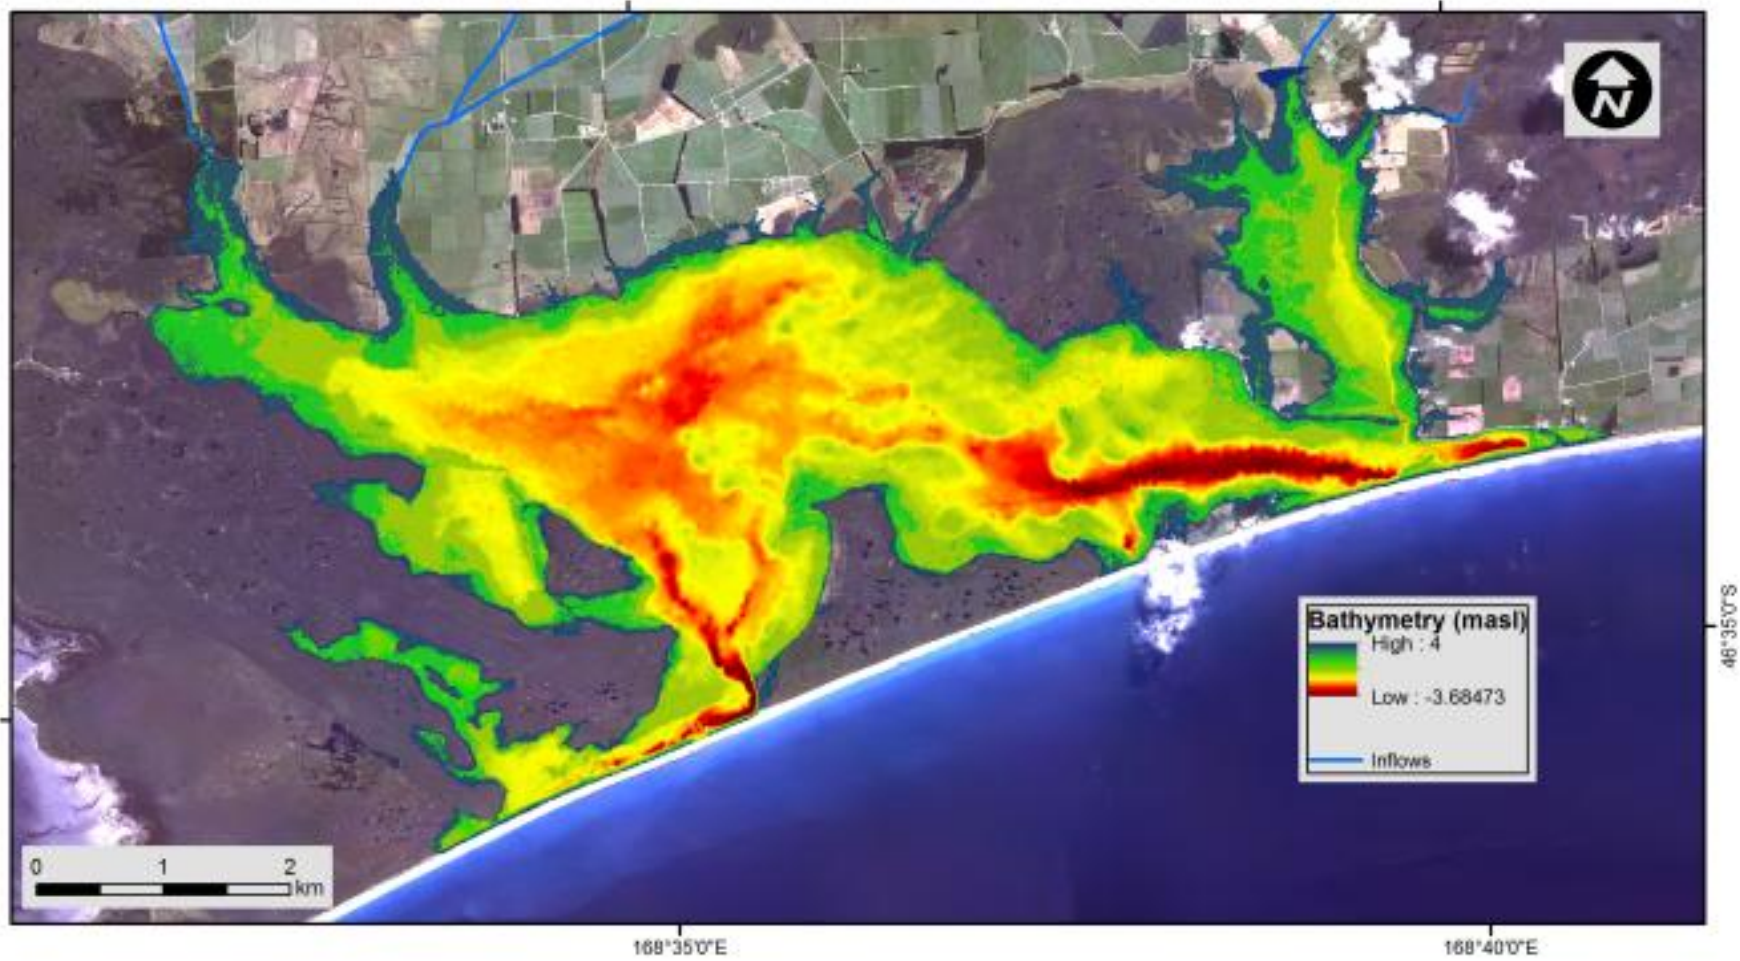 N
46°35'0"S
Bathymetry (masl)
High : 4
Low : -3.68473
Inflows
0 1 2
km
168°35'0"E 168°40'0"E